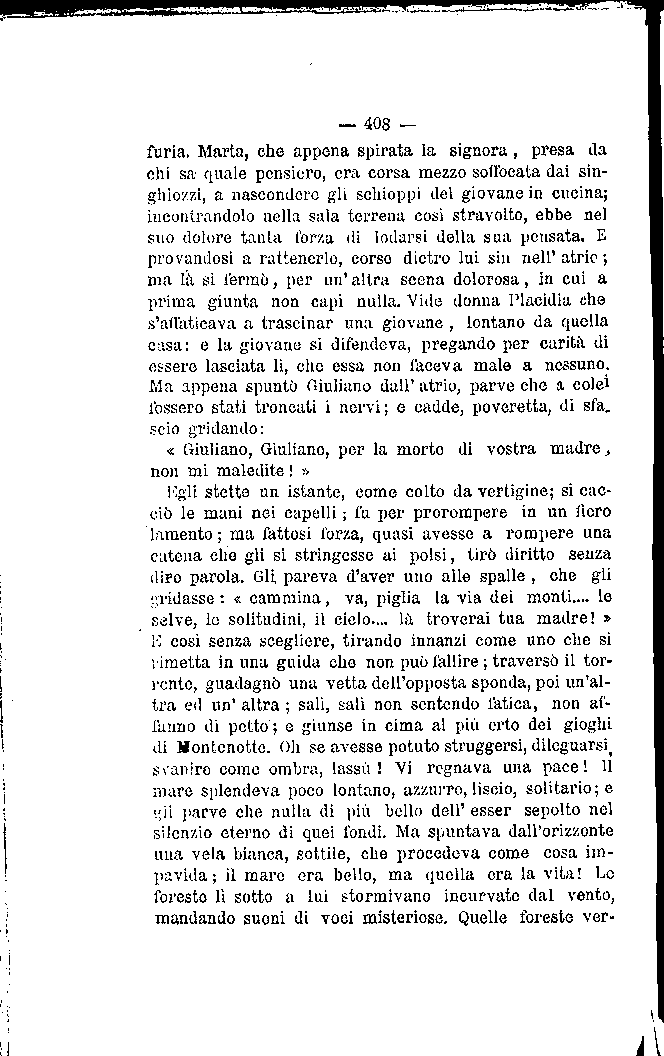 — 408 —
furia. Marta, che appena spirata la signora, presa da
chi sa quale pensiero, era corsa mezzo soffocata dai sin-
ghiozzi, a nascondere gli schioppi del giovane in cucina;
incontrandolo nella sala terrena così stravolto, ebbe nel
suo dolore tanta forza di lodarsi della sua pensata. E
provandosi a rattenerlo, corse dietro lui sin nell'atrio;
ma là si fermò, per un'altra scena dolorosa, in cui a
prima giunta non capì nulla. Vide donna Placidia che
s'affaticava a trascinar una giovane, lontano da quella
casa: e la giovane si difendeva, pregando per carità di
essere lasciata lì, che essa non faceva male a nessuno.
Ma appena spuntò Giuliano dall'atrio, parve che a colei
fossero stati troncati i nervi; e cadde, poveretta, di sfa-
scio gridando:
« Giuliano, Giuliano, per la morte di vostra madre,
non mi maledite! »
Egli stette un istante, come colto da vertigine; si cac-
ciò le mani nei capelli; fu per prorompere in un fiero
lamento; ma fattosi forza, quasi avesse a rompere una
catena che gli si stringesse ai polsi, tirò diritto senza
dire parola. Gli pareva d'aver uno alle spalle, che gli
gridasse: « cammina, va, piglia la via dei monti.... le
selve, le solitudini, il cielo.... là troverai tua madre! »
E così senza scegliere, tirando innanzi come uno che si
rimetta in una guida che non può fallire; traversò il tor-
rente, guadagnò una vetta dell'opposta sponda, poi un'al-
tra ed un'altra; salì, salì non sentendo fatica, non af-
fanno di petto; e giunse in cima al più erto dei gioghi
di Montenotte. Oh se avesse potuto struggersi, dileguarsi,
svanire come ombra, lassù! Vi regnava una pace! Il
mare splendeva poco lontano, azzurro, liscio, solitario; e
gli parve che nulla di più bello dell'esser sepolto nel
silenzio eterno di quei fondi. Ma spuntava dall'orizzonte
una vela bianca, sottile, che procedeva come cosa im-
pavida; il mare era bello, ma quella era la vita! Le
foreste lì sotto a lui stormivano incurvate dal vento,
mandando suoni di voci misteriose. Quelle foreste ver-